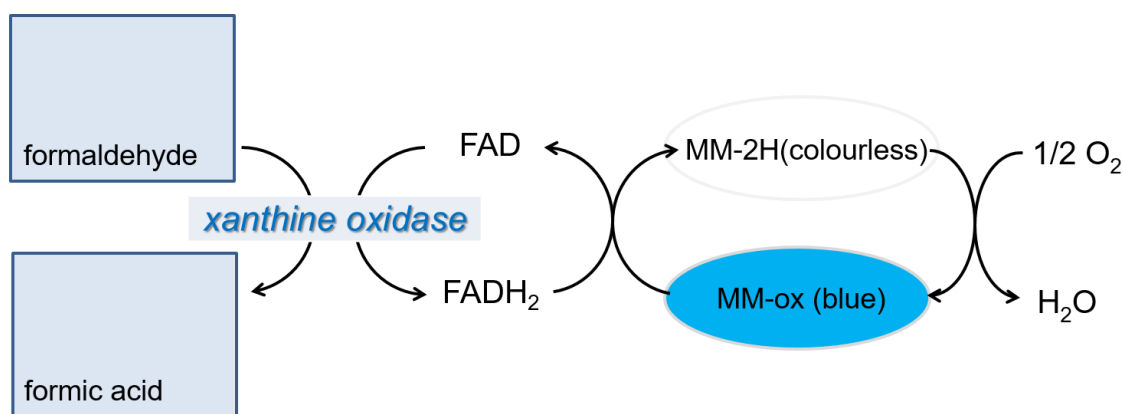 formaldehyde
FAD
MM-2H(colourless)
1/2 O₂
xanthine oxidase
formic acid
FADH₂
MM-ox (blue)
H₂O